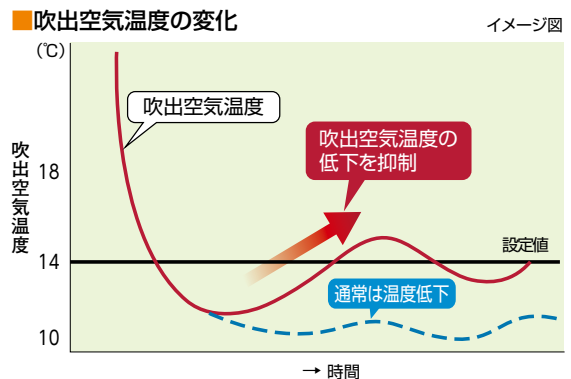 ■吹出空気温度の変化
イメージ図
(℃)
吹出空気温度
吹出空気温度の
低下を抑制
吹出空気温度
18
設定値
14
通常は温度低下
10
→ 時間